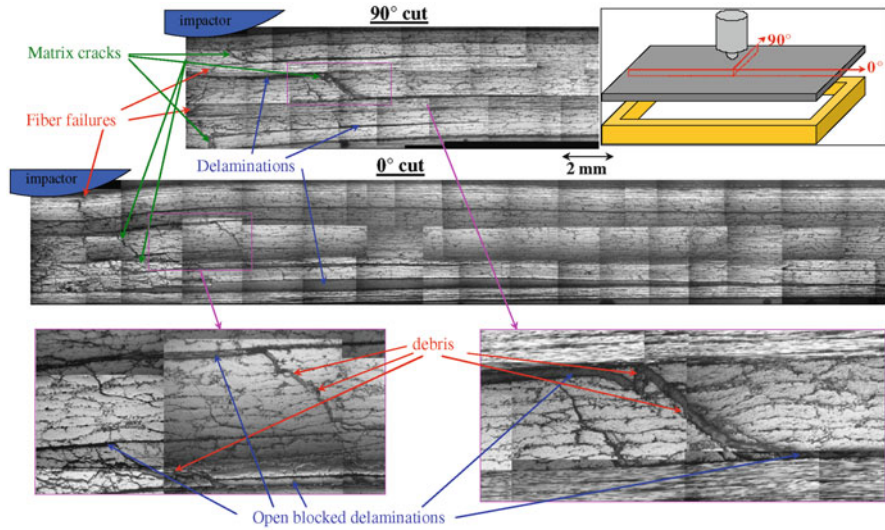 impactor
90° cut
Matrix cracks
90°
0°
Fiber failures
Delaminations
0° cut
2 mm
impactor
debris
Open blocked delaminations